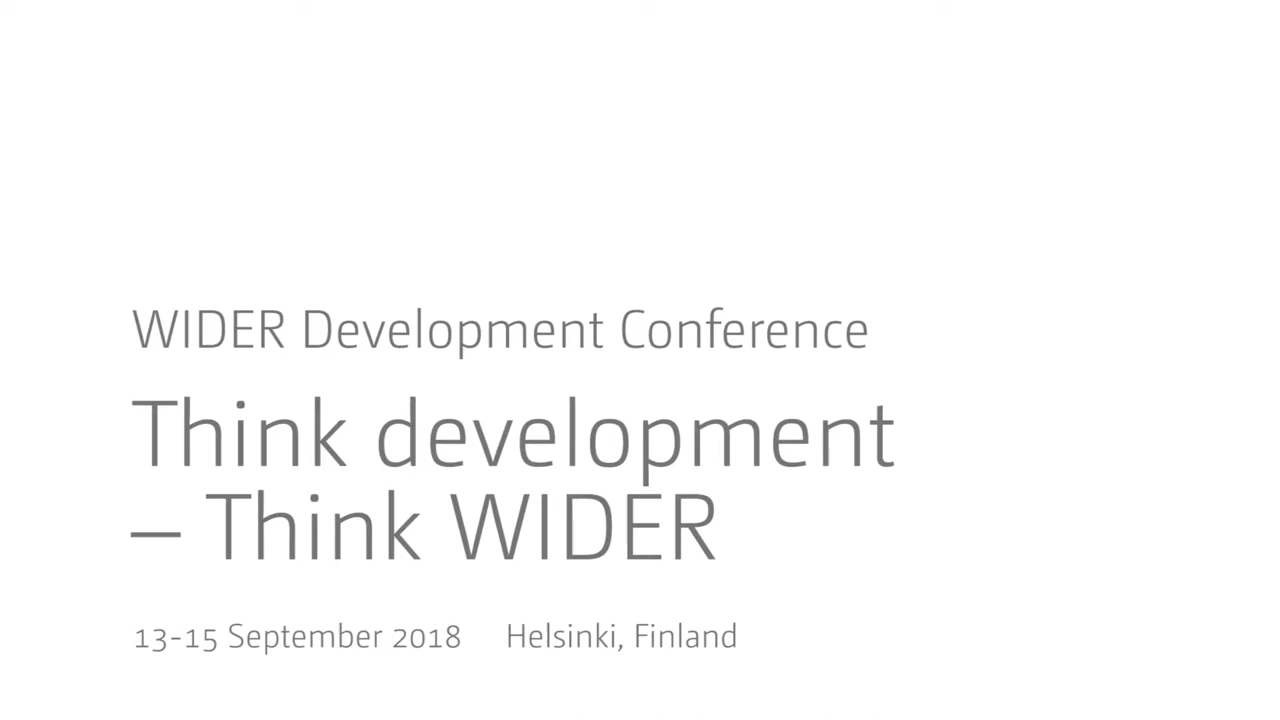 WIDER Development Conference
Think development
– Think WIDER
13-15 September 2018 Helsinki, Finland